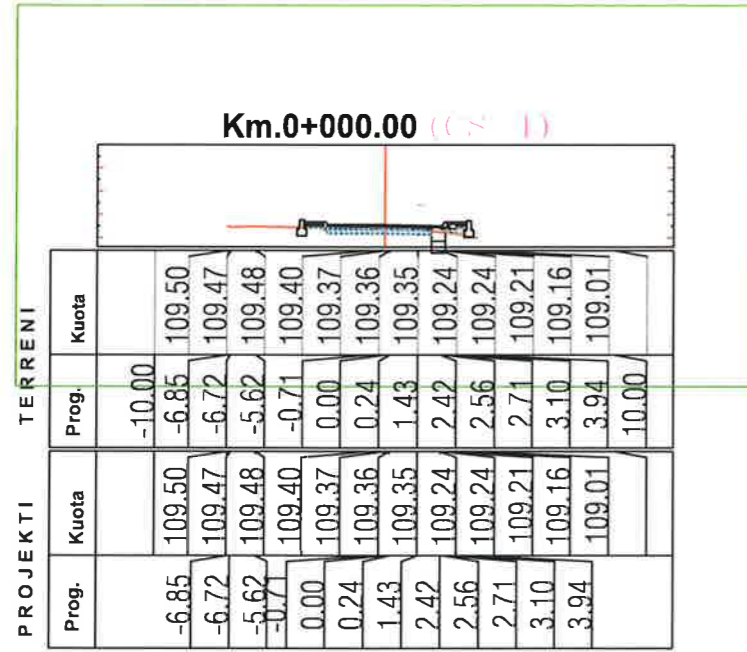 Km.0+000.00
TERRENI
Kuota 109.50 109.47 109.48 109.40 109.37 109.36 109.35 109.24 109.24 109.21 109.16 109.01
Prog. -10.00 -6.85 -6.72 -5.62 -0.71 0.00 0.24 1.43 2.42 2.56 2.71 3.10 3.94 10.00
PROJEKTI
Kuota 109.50 109.47 109.48 109.40 109.37 109.36 109.35 109.24 109.24 109.21 109.16 109.01
Prog. -6.85 -6.72 -5.62 -0.71 0.00 0.24 1.43 2.42 2.56 2.71 3.10 3.94